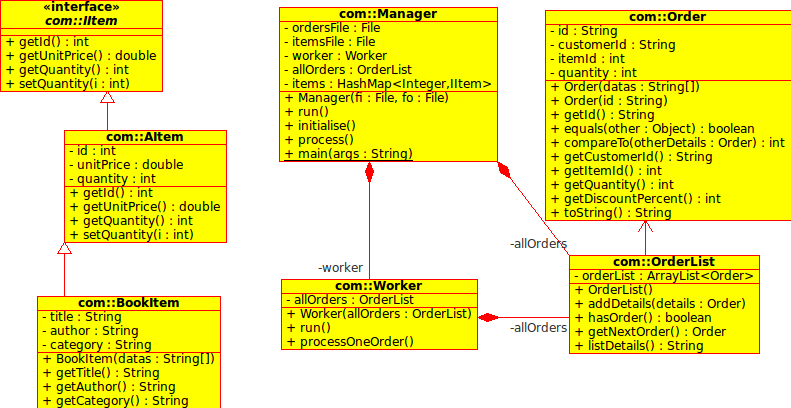 «interface»
com::IItem
+ getId() : int
+ getUnitPrice() : double
+ getQuantity() : int
+ setQuantity(i : int)
com::AItem
- id : int
- unitPrice : double
- quantity : int
+ getId() : int
+ getUnitPrice() : double
+ getQuantity() : int
+ setQuantity(i : int)
com::BookItem
- title : String
- author : String
- category : String
+ BookItem(datas : String[])
+ getTitle() : String
+ getAuthor() : String
+ getCategory() : String
com::Manager
- ordersFile : File
- itemsFile : File
- worker : Worker
- allOrders : OrderList
- items : HashMap<Integer,IItem>
+ Manager(fi : File, fo : File)
+ run()
+ initialise()
+ process()
+ main(args : String)
-worker
-allOrders
com::Worker
- allOrders : OrderList
+ Worker(allOrders : OrderList)
+ run()
+ processOneOrder()
-allOrders
com::Order
- id : String
- customerId : String
- itemId : int
- quantity : int
+ Order(datas : String[])
+ Order(id : String)
+ getId() : String
+ equals(other : Object) : boolean
+ compareTo(otherDetails : Order) : int
+ getCustomerId() : String
+ getItemId() : int
+ getQuantity() : int
+ getDiscountPercent() : int
+ toString() : String
com::OrderList
- orderList : ArrayList<Order>
+ OrderList()
+ addDetails(details : Order)
+ hasOrder() : boolean
+ getNextOrder() : Order
+ listDetails() : String